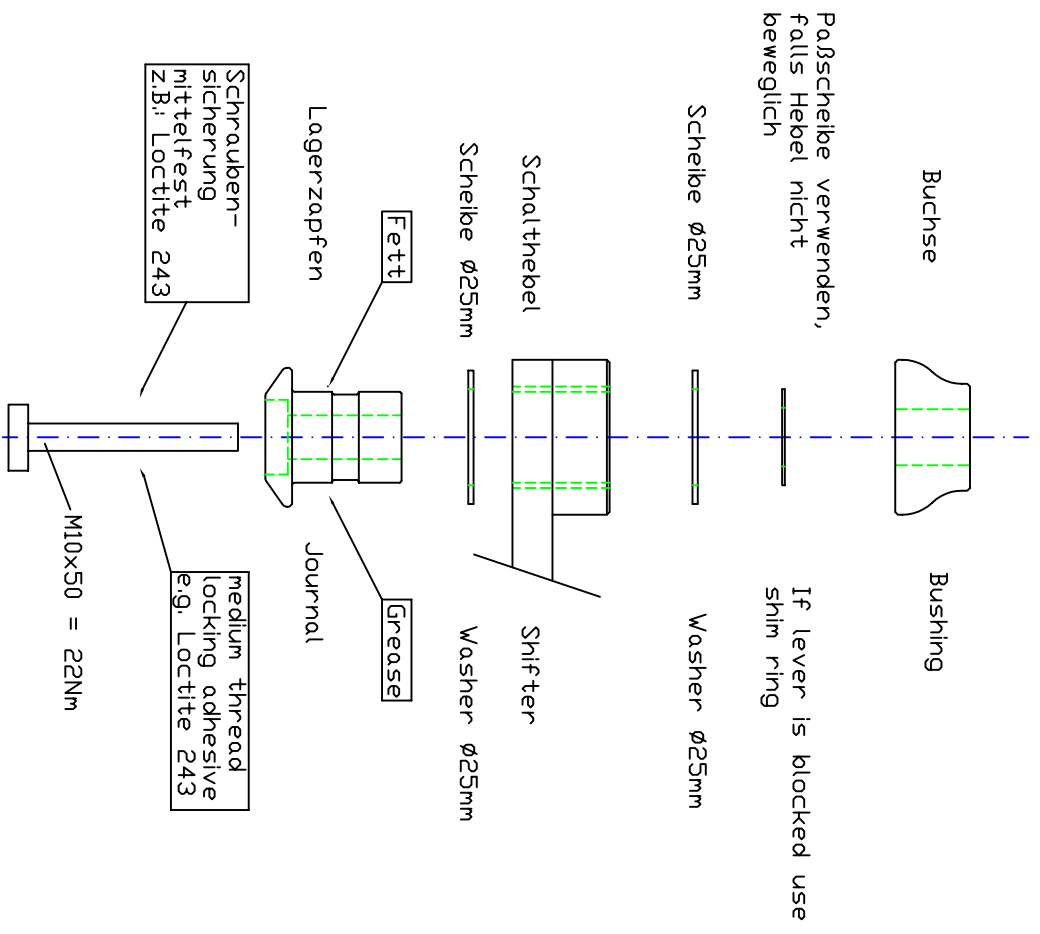 Buchse
Bushing
Paßscheibe verwenden,
falls Hebel nicht
beweglich
If lever is blocked use
shim ring
Scheibe Ø25mm
Washer Ø25mm
Schalthebel
Shifter
Scheibe Ø25mm
Washer Ø25mm
Fett
Grease
Lagerzapfen
Journal
Schrauben-
sicherung
mittelfest
z.B.: Loctite 243
medium thread
locking adhesive
e.g. Loctite 243
M10x50 = 22Nm